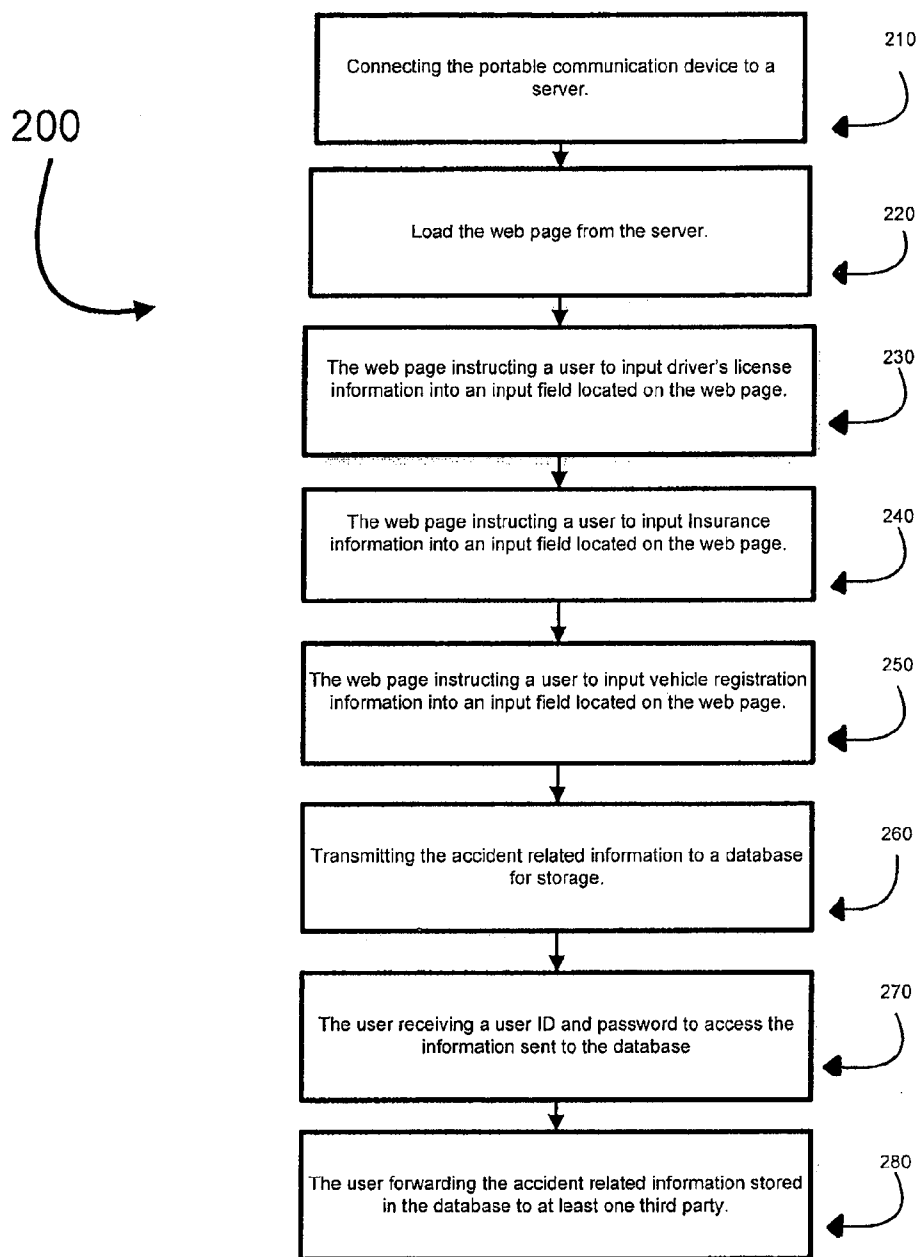 210
Connecting the portable communication device to a
server.
200
220
Load the web page from the server.
230
The web page instructing a user to input driver's license
information into an input field located on the web page.
240
The web page instructing a user to input Insurance
information into an input field located on the web page.
250
The web page instructing a user to input vehicle registration
information into an input field located on the web page.
260
Transmitting the accident related information to a database
for storage.
270
The user receiving a user ID and password to access the
information sent to the database
280
The user forwarding the accident related information stored
in the database to at least one third party.